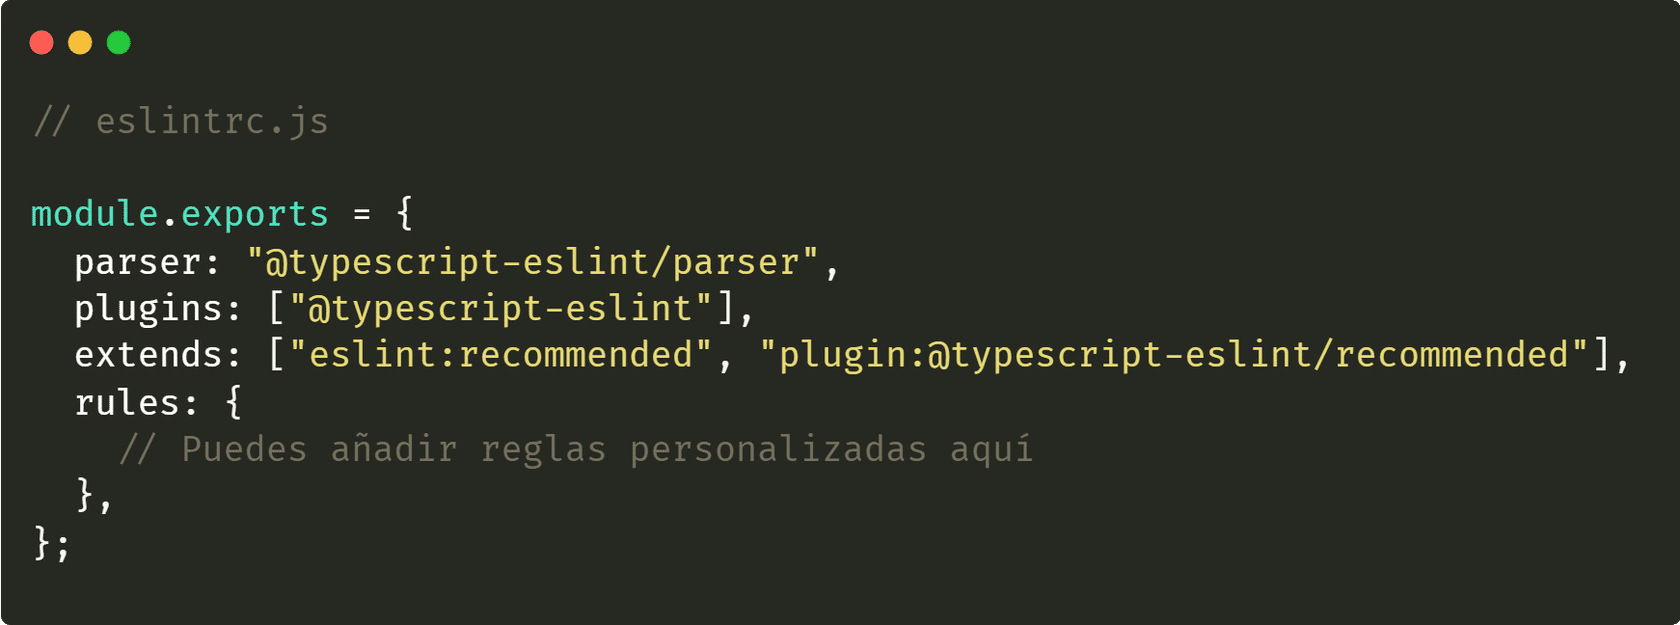 // eslintrc.js
module.exports = {
parser: "@typescript-eslint/parser",
plugins: ["@typescript-eslint"],
extends: ["eslint:recommended", "plugin:@typescript-eslint/recommended"],
rules: {
// Puedes añadir reglas personalizadas aquí
},
};